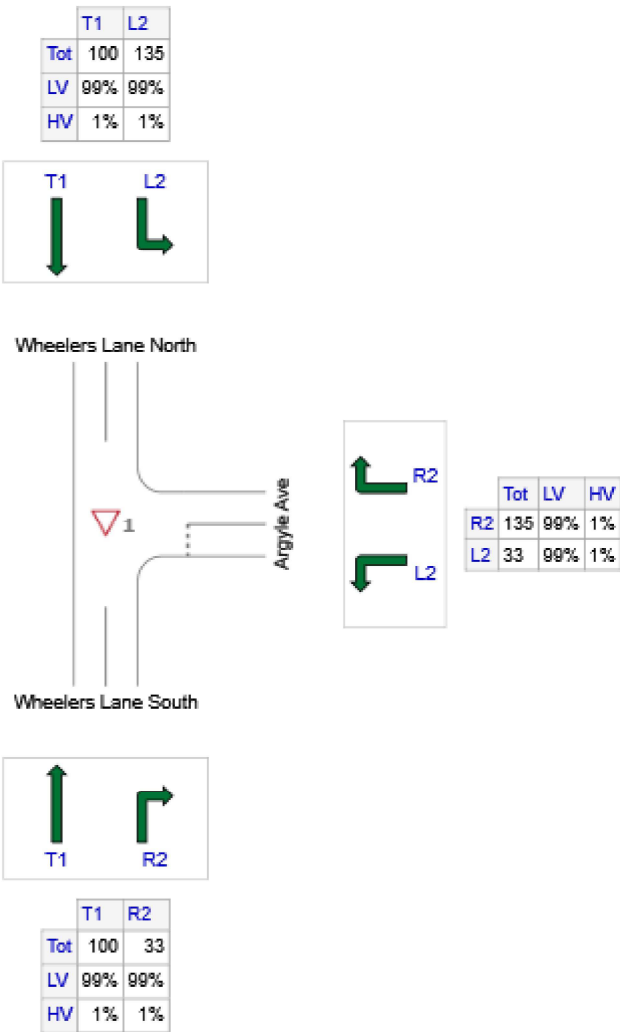 T1 L2
Tot 100 135
LV 99% 99%
HV 1% 1%
T1 L2
Wheelers Lane North
R2
L2
Argyle Ave
Tot LV HV
R2 135 99% 1%
L2 33 99% 1%
1
Wheelers Lane South
T1 R2
T1 R2
Tot 100 33
LV 99% 99%
HV 1% 1%